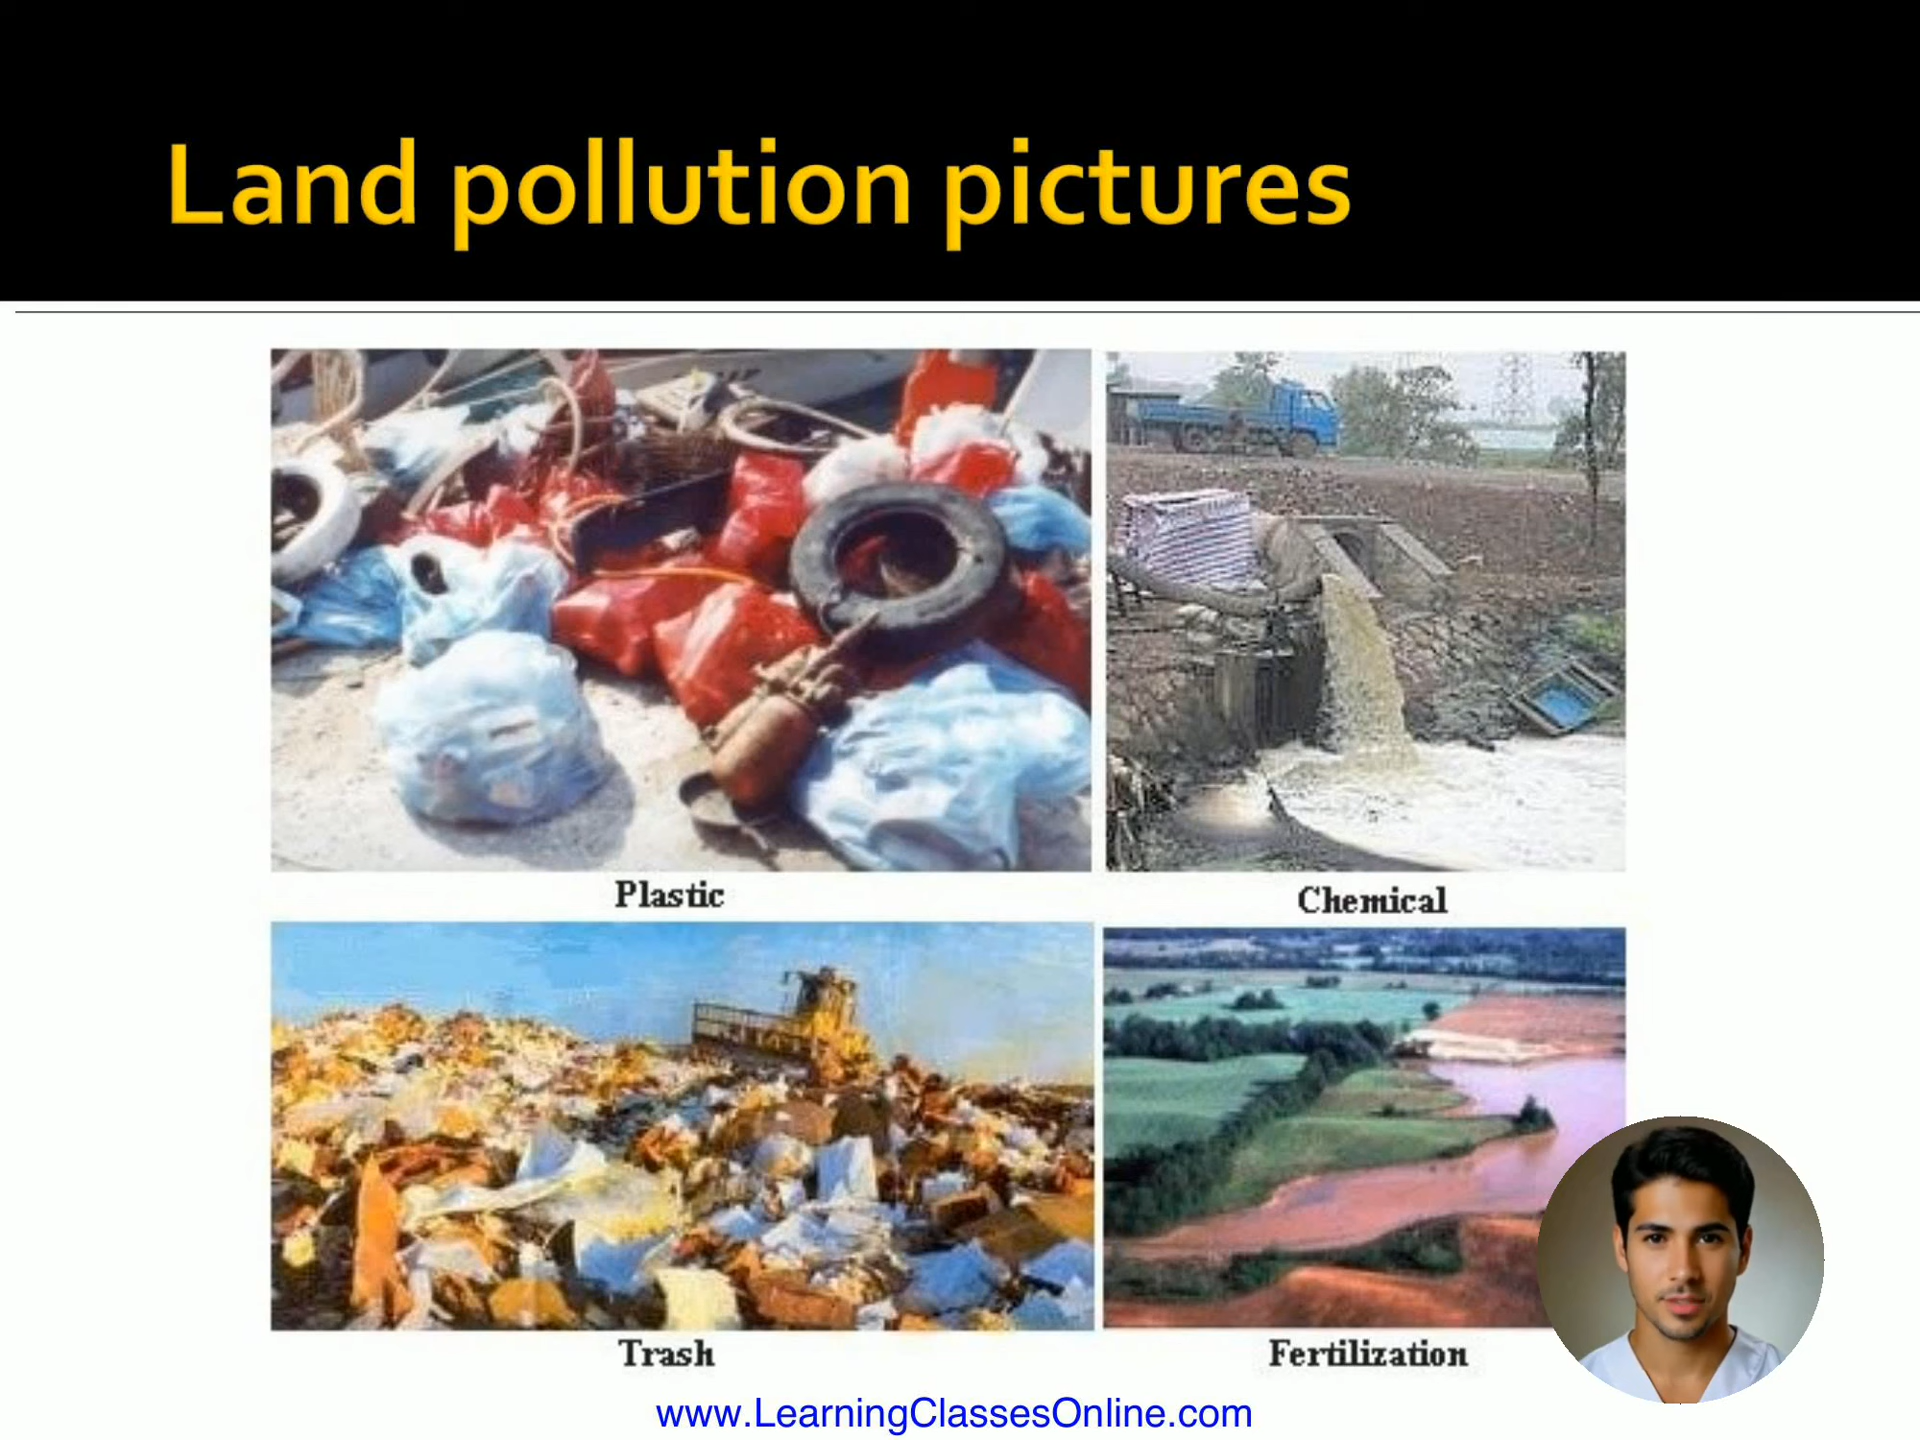 Land pollution pictures
Plastic
Chemical
Trash
Fertilization
www.LearningClassesOnline.com